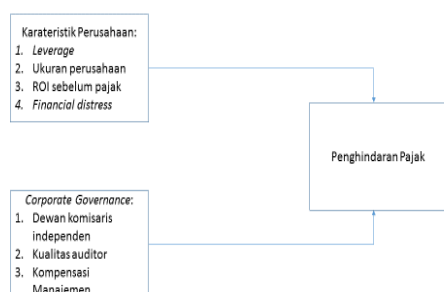 Karateristik Perusahaan:
1. Leverage
2. Ukuran perusahaan
3. ROI sebelum pajak
4. Financial distress
Penghindaran Pajak
Corporate Governance:
1. Dewan komisaris
independen
2. Kualitas auditor
3. Kompensasi
Manajemen